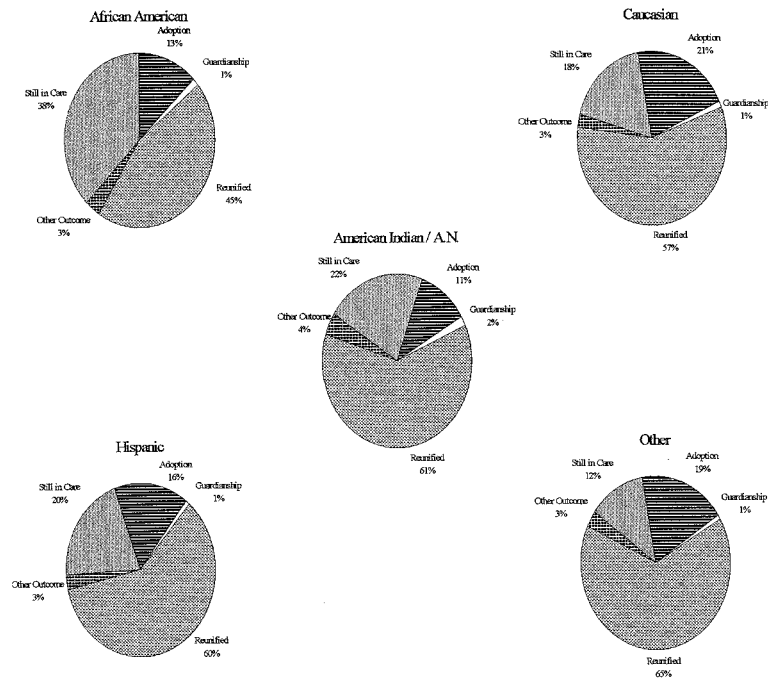 African American
Adoption
13%
Guardianship
1%
Still in Care
38%
Reunified
45%
Other Outcome
3%
Caucasian
Adoption
21%
Still in Care
18%
Guardianship
1%
Other Outcome
3%
Reunified
57%
American Indian / A.N.
Still in Care
22%
Adoption
11%
Guardianship
2%
Other Outcome
4%
Reunified
61%
Hispanic
Adoption
16%
Guardianship
1%
Still in Care
20%
Other Outcome
3%
Reunified
60%
Other
Adoption
19%
Still in Care
12%
Guardianship
1%
Other Outcome
3%
Reunified
65%